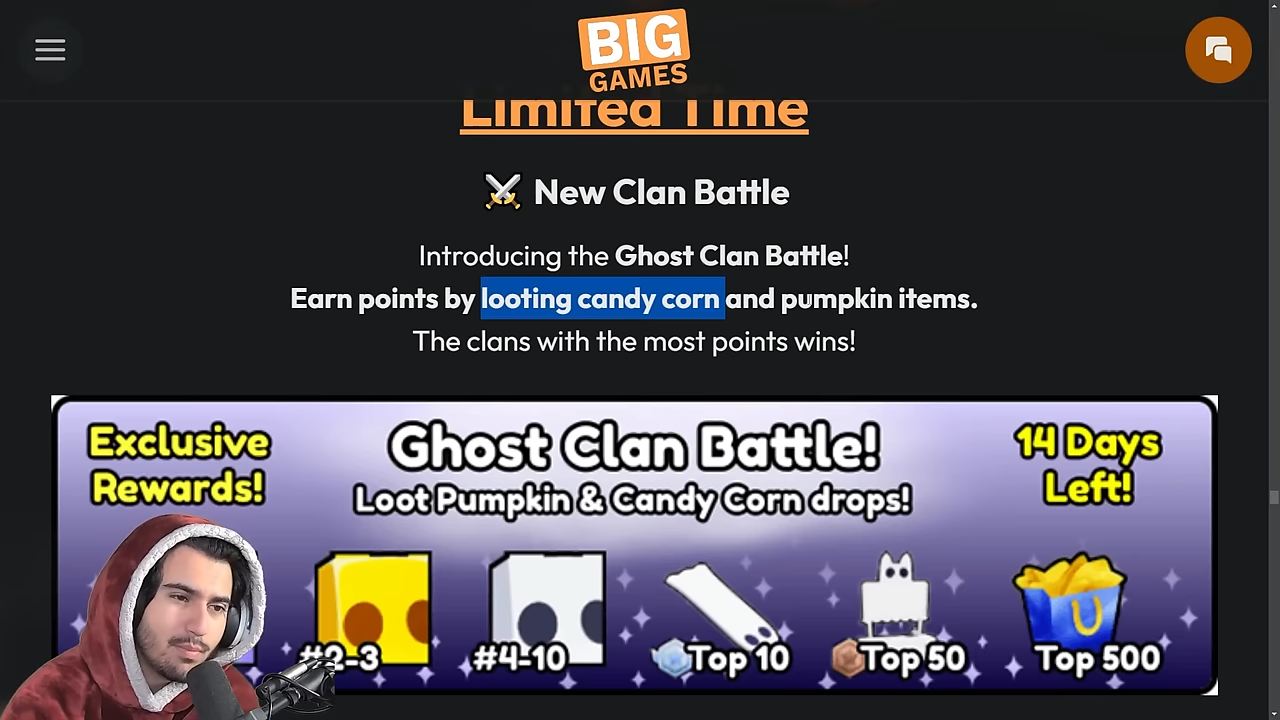 BIG
GAMES
Limited Time
New Clan Battle
Introducing the Ghost Clan Battle!
Earn points by looting candy corn and pumpkin items.
The clans with the most points wins!
Exclusive
Rewards!
Ghost Clan Battle!
Loot Pumpkin & Candy Corn drops!
14 Days
Left!
#2-3
#4-10
Top 10
Top 50
Top 500